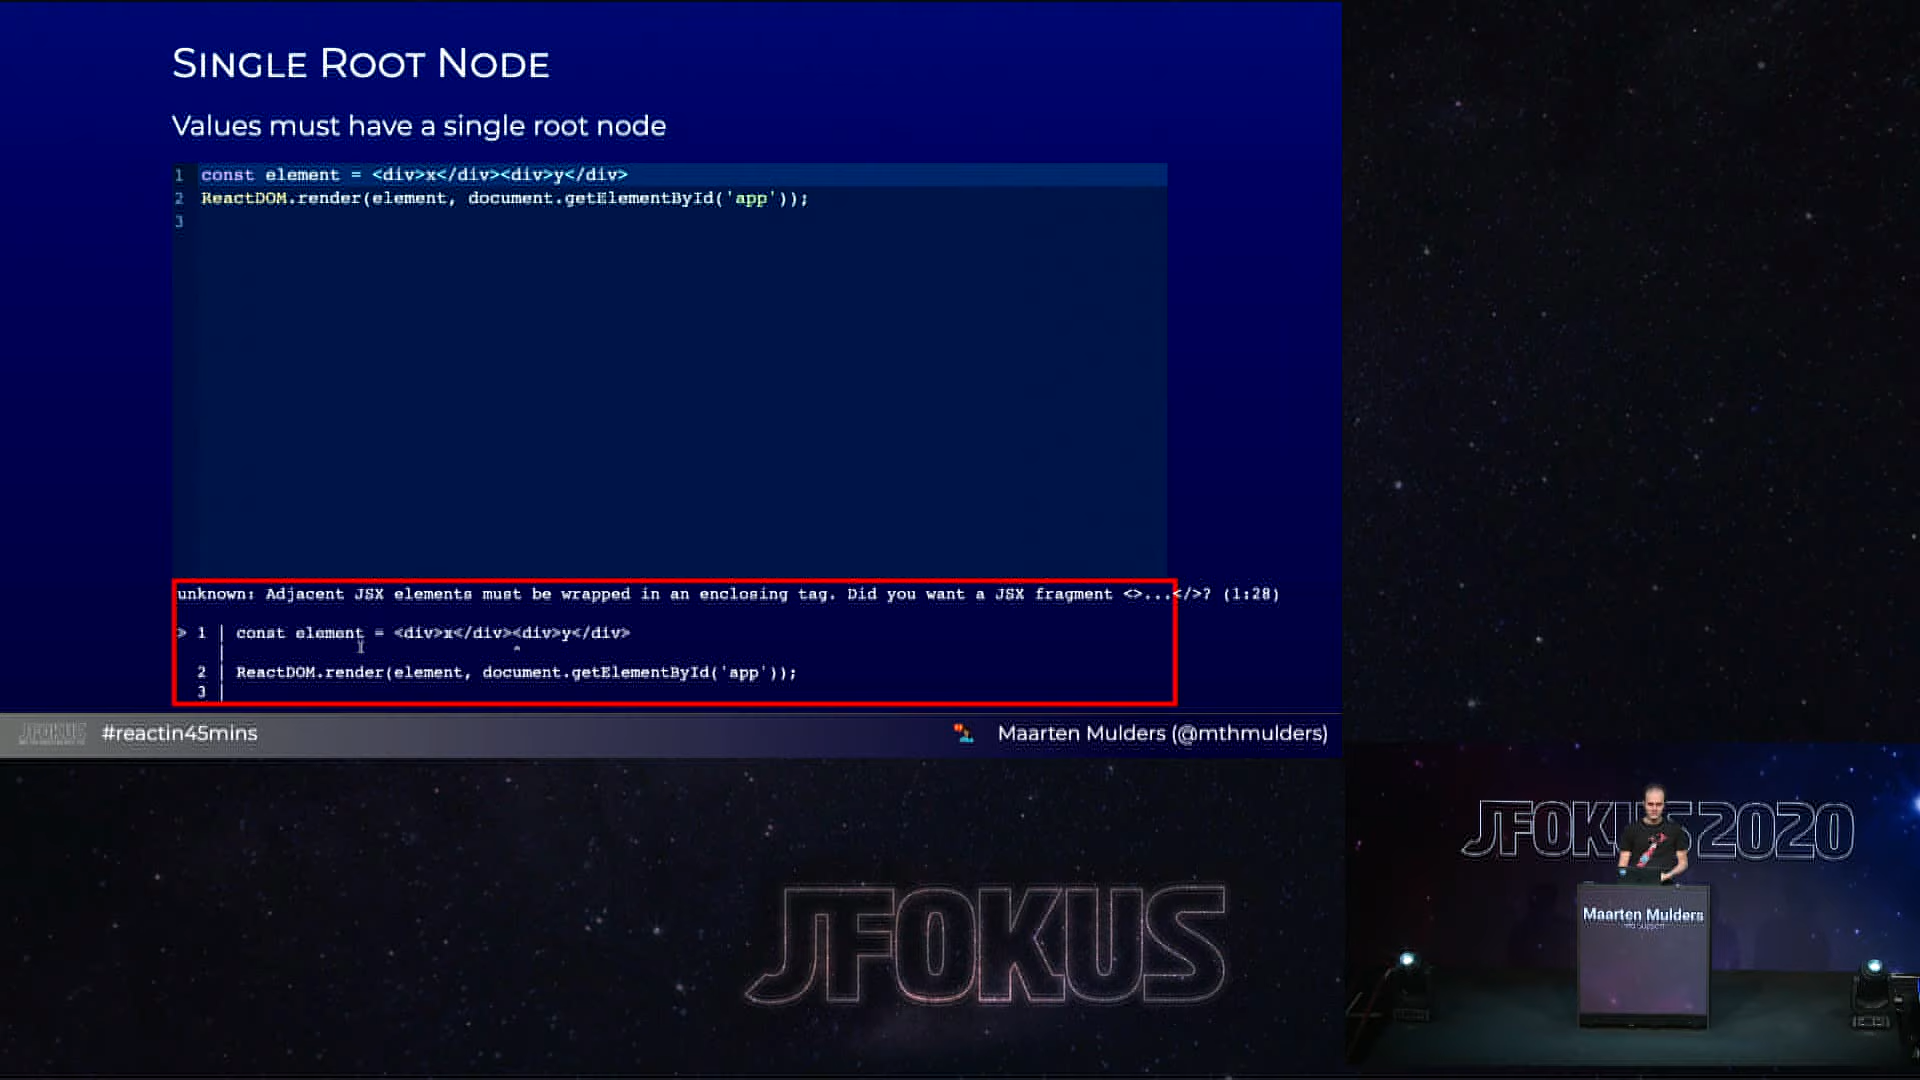 SINGLE ROOT NODE
Values must have a single root node
1 const element = <div>x</div><div>y</div>
2 ReactDOM.render(element, document.getElementById('app'));
3
unknown: Adjacent JSX elements must be wrapped in an enclosing tag. Did you want a JSX fragment <>...</>? (1:28)
> 1 | const element = <div>x</div><div>y</div>
| ^
2 | ReactDOM.render(element, document.getElementById('app'));
3 |
JFOKUS #reactin45mins Maarten Mulders (@mthmulders)
JFOKUS 2020
Maarten Mulders
JFOKUS